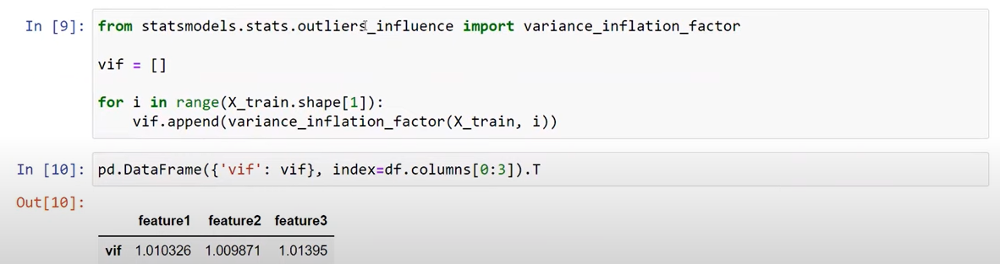 In [9]: from statsmodels.stats.outliers_influence import variance_inflation_factor
vif = []
for i in range(X_train.shape[1]):
vif.append(variance_inflation_factor(X_train, i))
In [10]: pd.DataFrame({'vif': vif}, index=df.columns[0:3]).T
Out[10]:
feature1 feature2 feature3
vif 1.010326 1.009871 1.01395